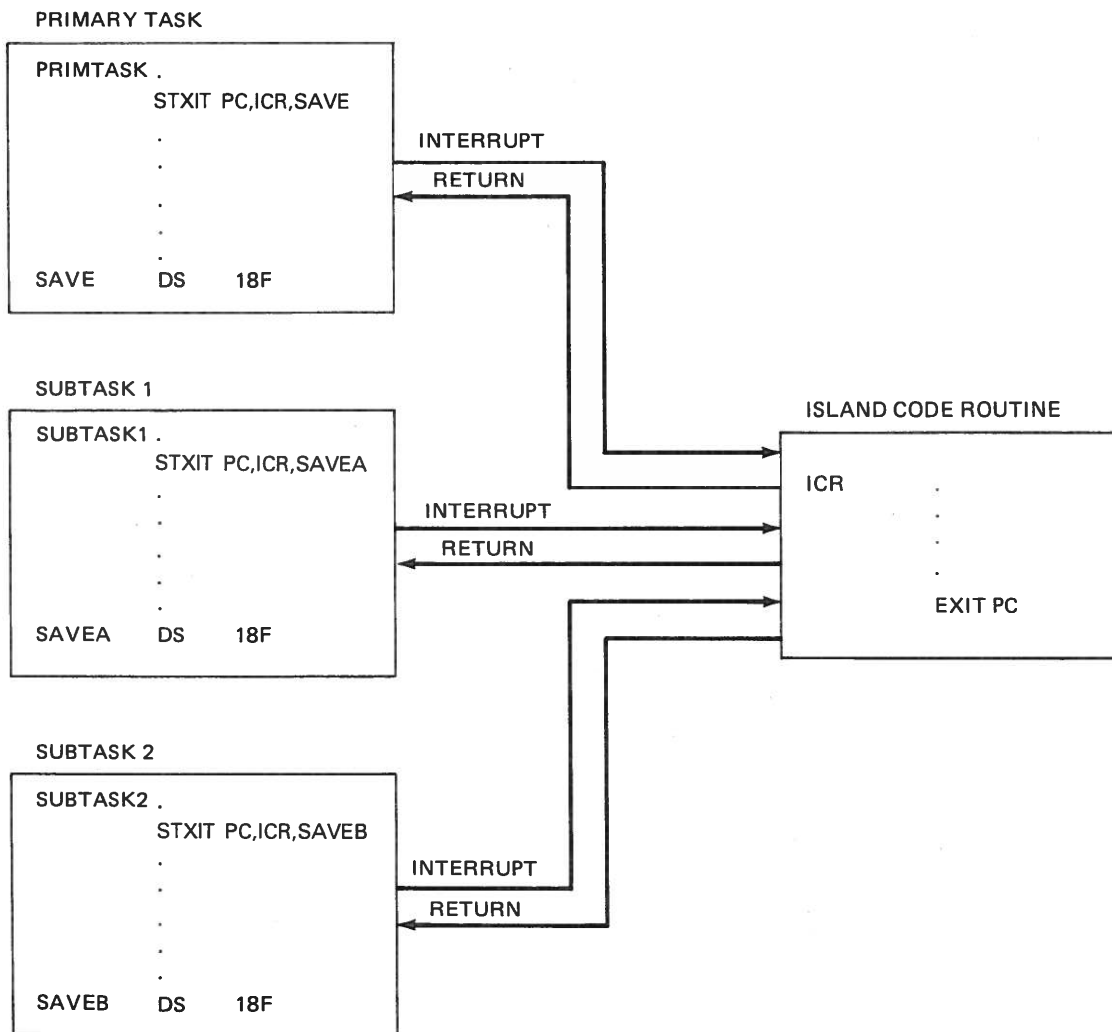 PRIMARY TASK
PRIMTASK .
STXIT PC,ICR,SAVE
.
.
.
.
.
SAVE DS 18F
INTERRUPT
RETURN
SUBTASK 1
SUBTASK1 .
STXIT PC,ICR,SAVEA
.
.
.
.
.
SAVEA DS 18F
INTERRUPT
RETURN
SUBTASK 2
SUBTASK2 .
STXIT PC,ICR,SAVEB
.
.
.
.
.
SAVEB DS 18F
INTERRUPT
RETURN
ISLAND CODE ROUTINE
ICR .
.
.
.
EXIT PC